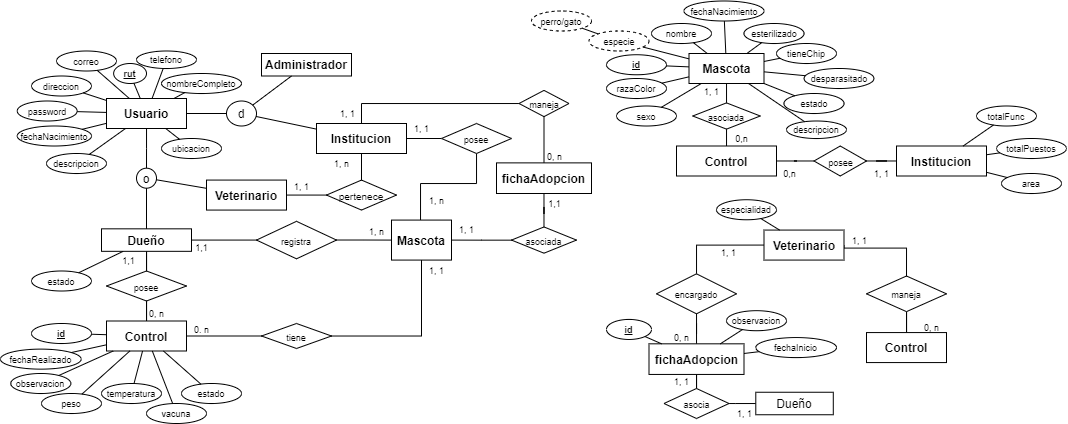 correo
telefono
rut
direccion
nombreCompleto
password
Usuario
fechaNacimiento
descripcion
ubicacion
Administrador
d
o
Institucion
1, 1
1, 1
1, n
maneja
0, n
posee
fichaAdopcion
1,1
Veterinario
1, 1
pertenece
1, 1
1, n
Dueño
1,1
registra
1, n
Mascota
1, 1
asociada
1, 1
estado
1,1
posee
0, n
id
Control
0. n
tiene
fechaRealizado
observacion
peso
temperatura
vacuna
estado
perro/gato
especie
fechaNacimiento
nombre
esterilizado
tieneChip
id
Mascota
desparasitado
razaColor
sexo
estado
descripcion
1, 1
asociada
0,n
Control
0,n
posee
1, 1
Institucion
totalFunc
totalPuestos
area
especialidad
Veterinario
1, 1
1, 1
encargado
maneja
0, n
0, n
id
observacion
fechaInicio
fichaAdopcion
Control
1, 1
asocia
1, 1
Dueño